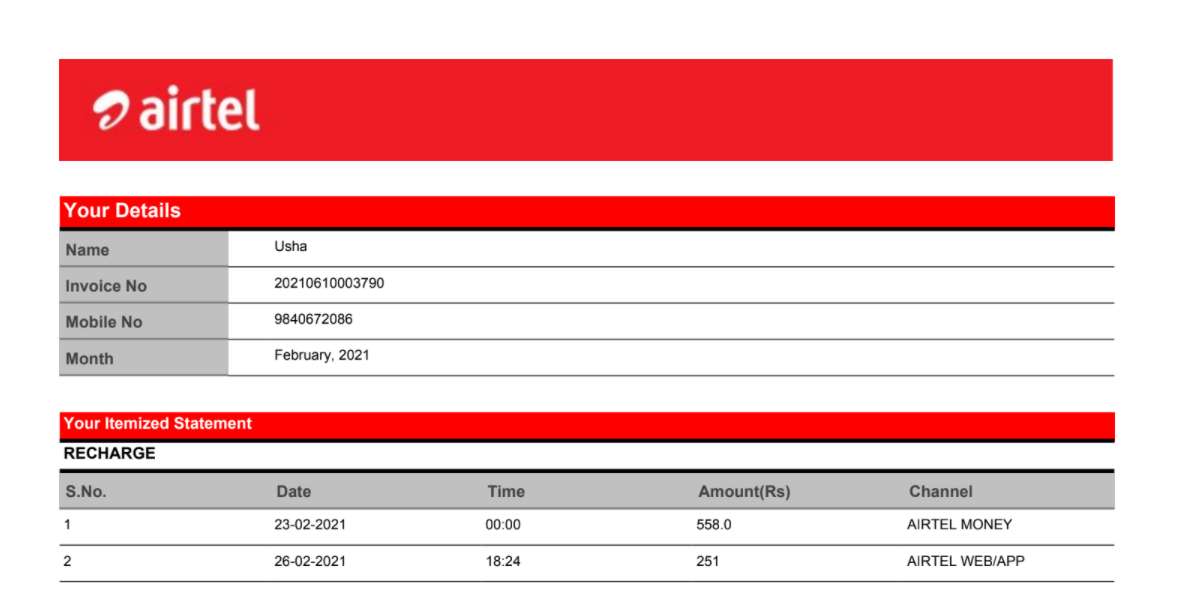 airtel
Your Details
Name Usha
Invoice No 20210610003790
Mobile No 9840672086
Month February, 2021
Your Itemized Statement
RECHARGE
S.No. Date Time Amount(Rs) Channel
1 23-02-2021 00:00 558.0 AIRTEL MONEY
2 26-02-2021 18:24 251 AIRTEL WEB/APP